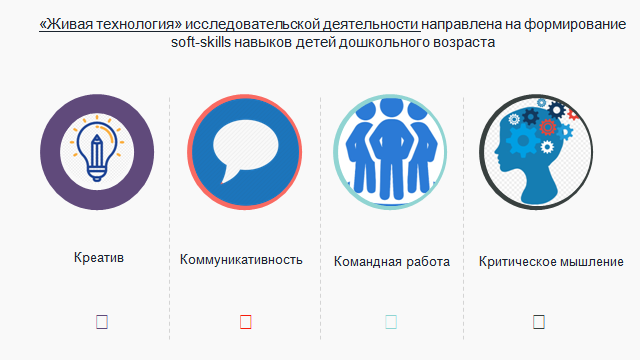 «Живая технология» исследовательской деятельности направлена на формирование
soft-skills навыков детей дошкольного возраста
Креатив
Коммуникативность
Командная работа
Критическое мышление